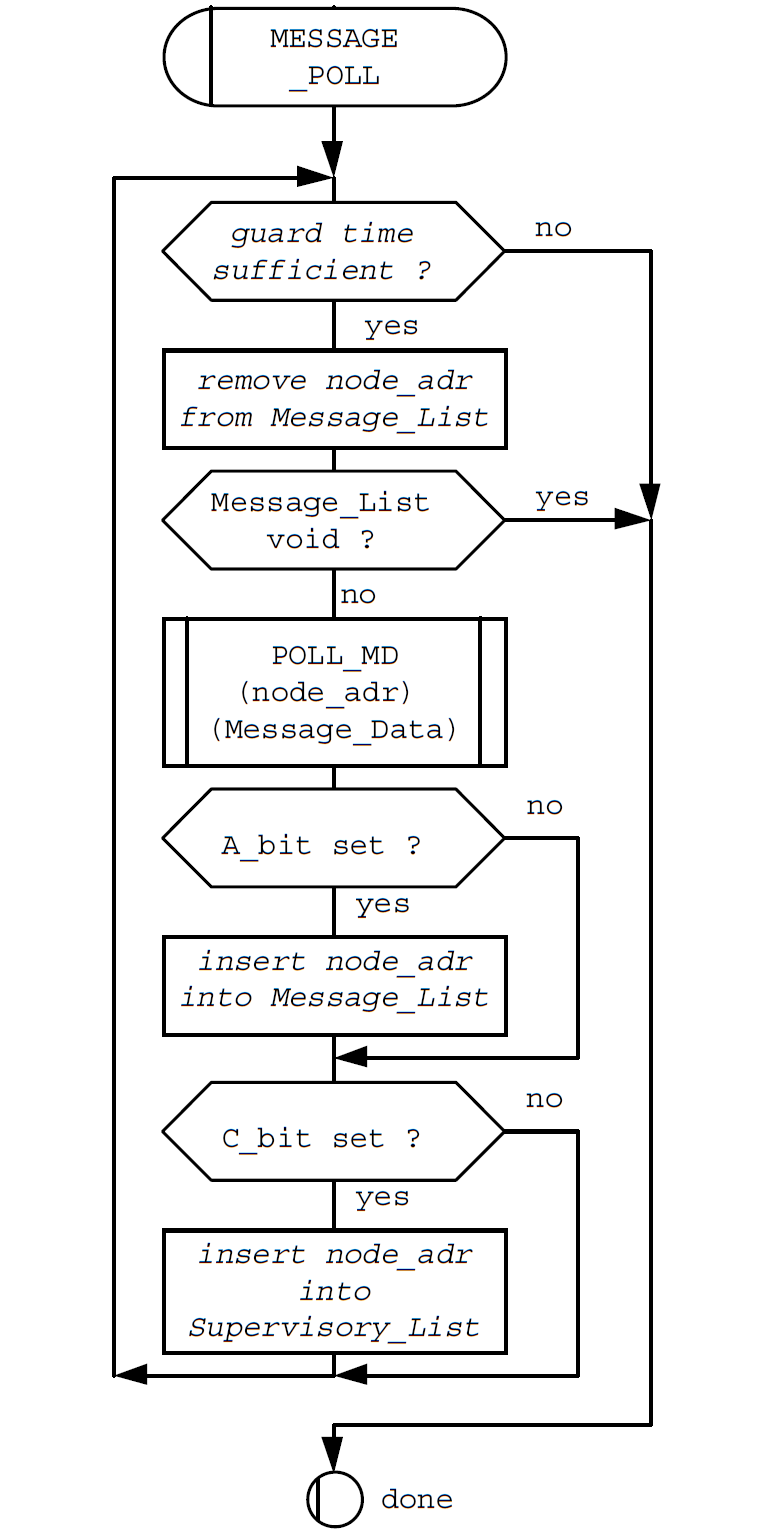 MESSAGE
_POLL
guard time
sufficient ?
no
yes
remove node_adr
from Message_List
Message_List
void ?
yes
no
POLL_MD
(node_adr)
(Message_Data)
A_bit set ?
no
yes
insert node_adr
into Message_List
C_bit set ?
no
yes
insert node_adr
into
Supervisory_List
done